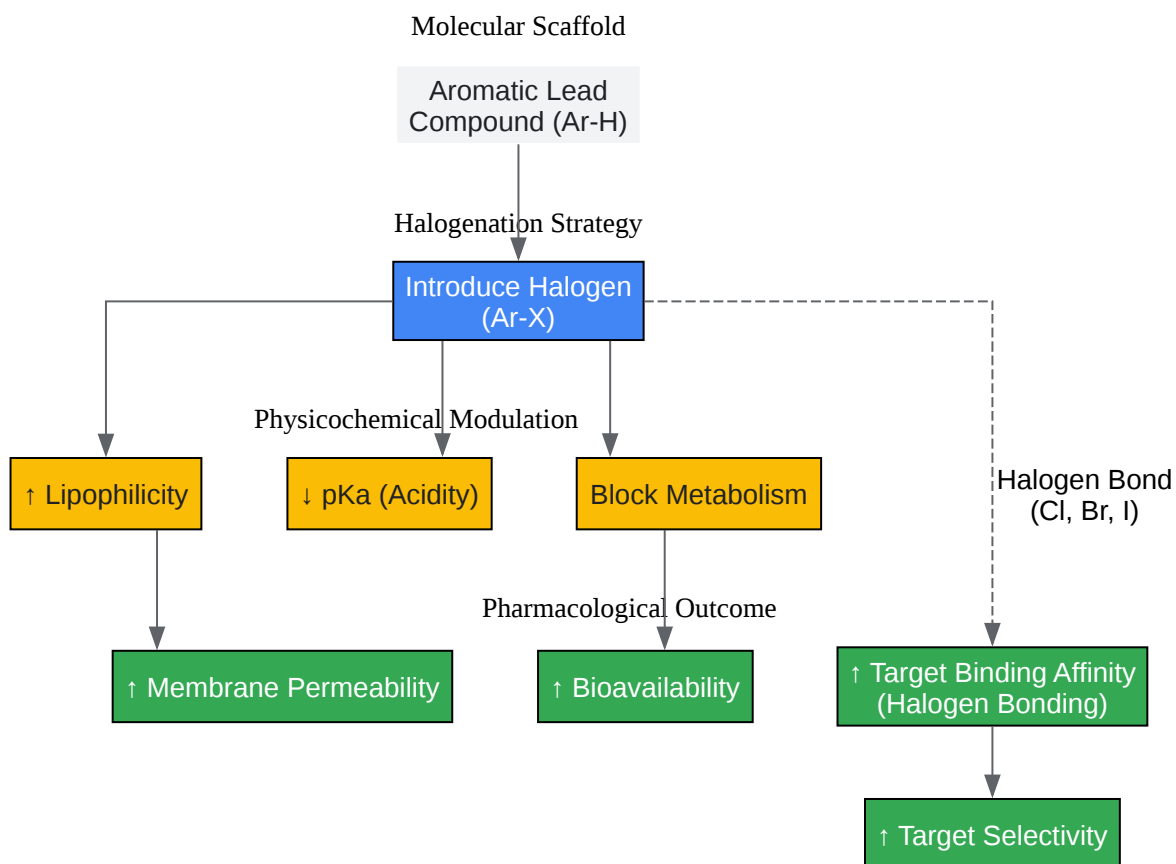 Molecular Scaffold
Aromatic Lead
Compound (Ar-H)
Halogenation Strategy
Introduce Halogen
(Ar-X)
Physicochemical Modulation
↑ Lipophilicity
↓ pKa (Acidity)
Block Metabolism
Halogen Bond
(Cl, Br, I)
Pharmacological Outcome
↑ Membrane Permeability
↑ Bioavailability
↑ Target Binding Affinity
(Halogen Bonding)
↑ Target Selectivity